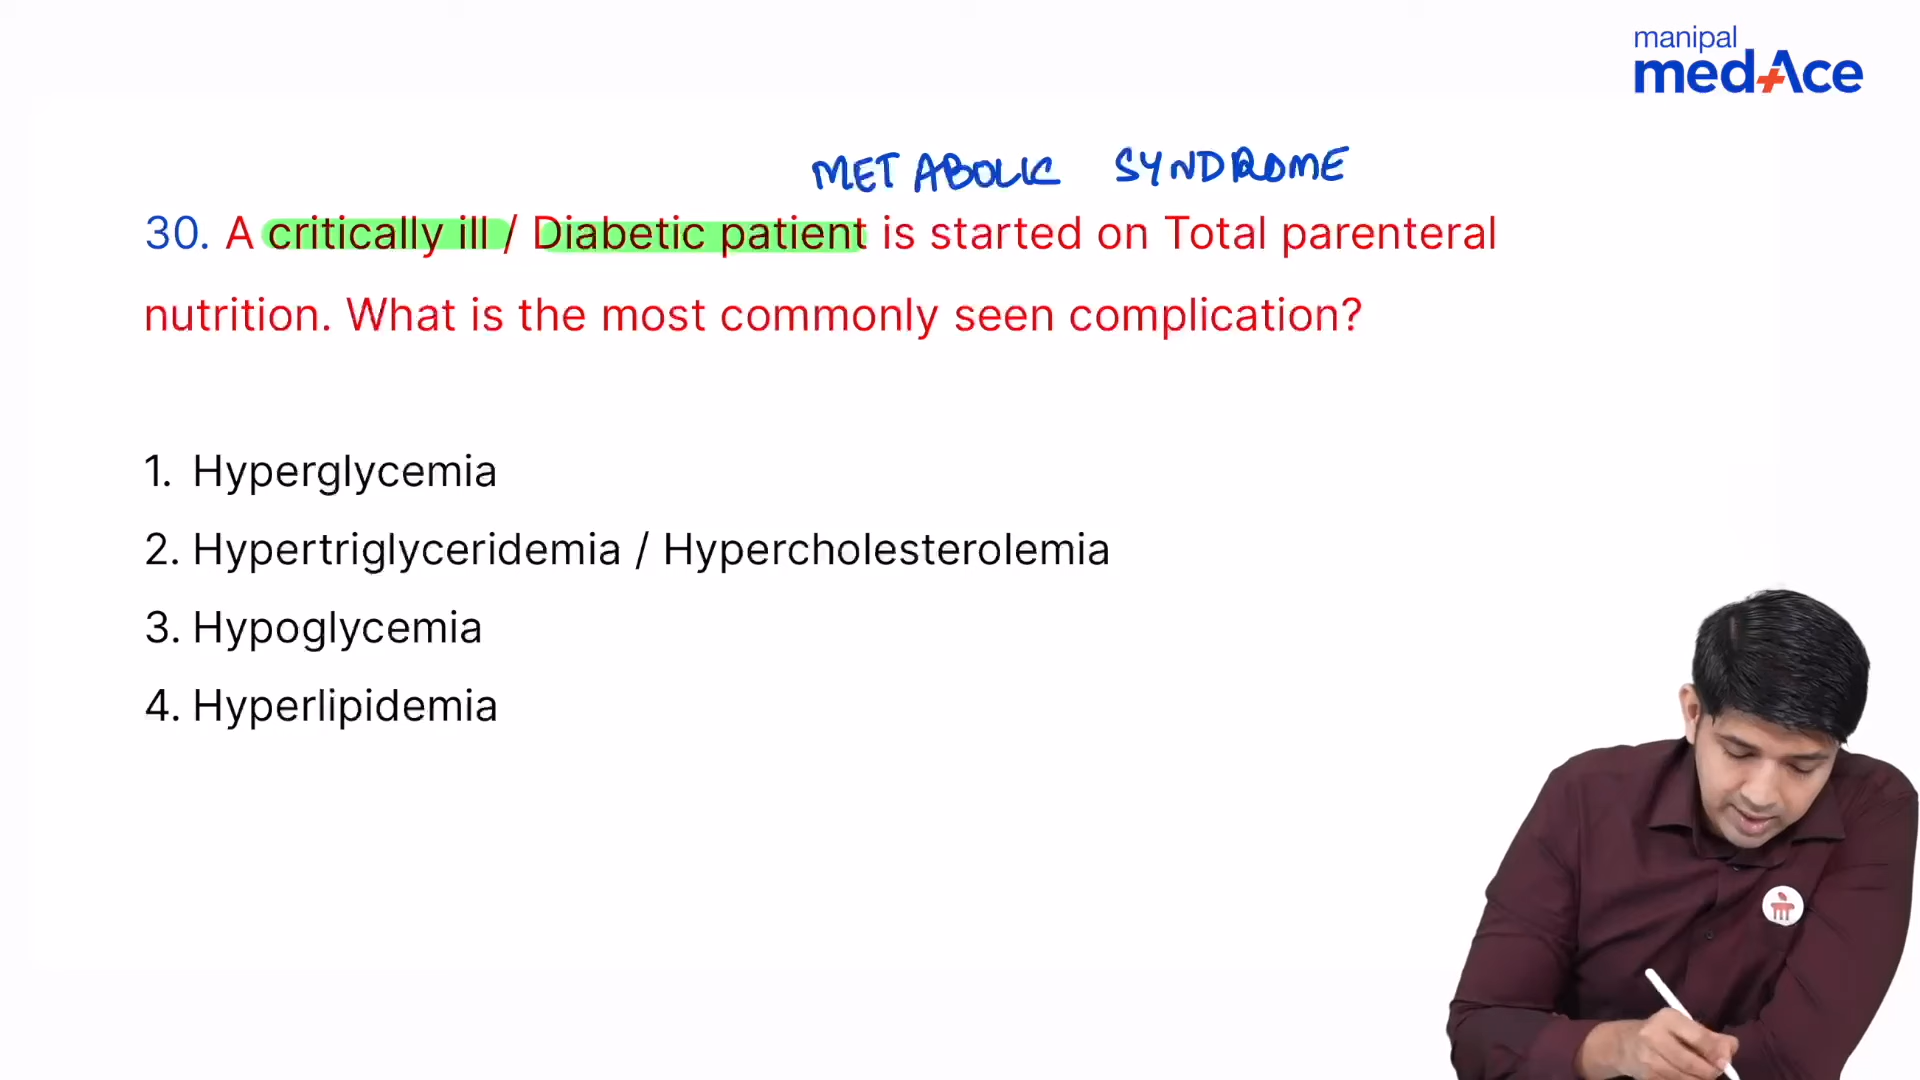 manipal
medAce
METABOLIC SYNDROME
30. A critically ill / Diabetic patient is started on Total parenteral
nutrition. What is the most commonly seen complication?
1. Hyperglycemia
2. Hypertriglyceridemia / Hypercholesterolemia
3. Hypoglycemia
4. Hyperlipidemia